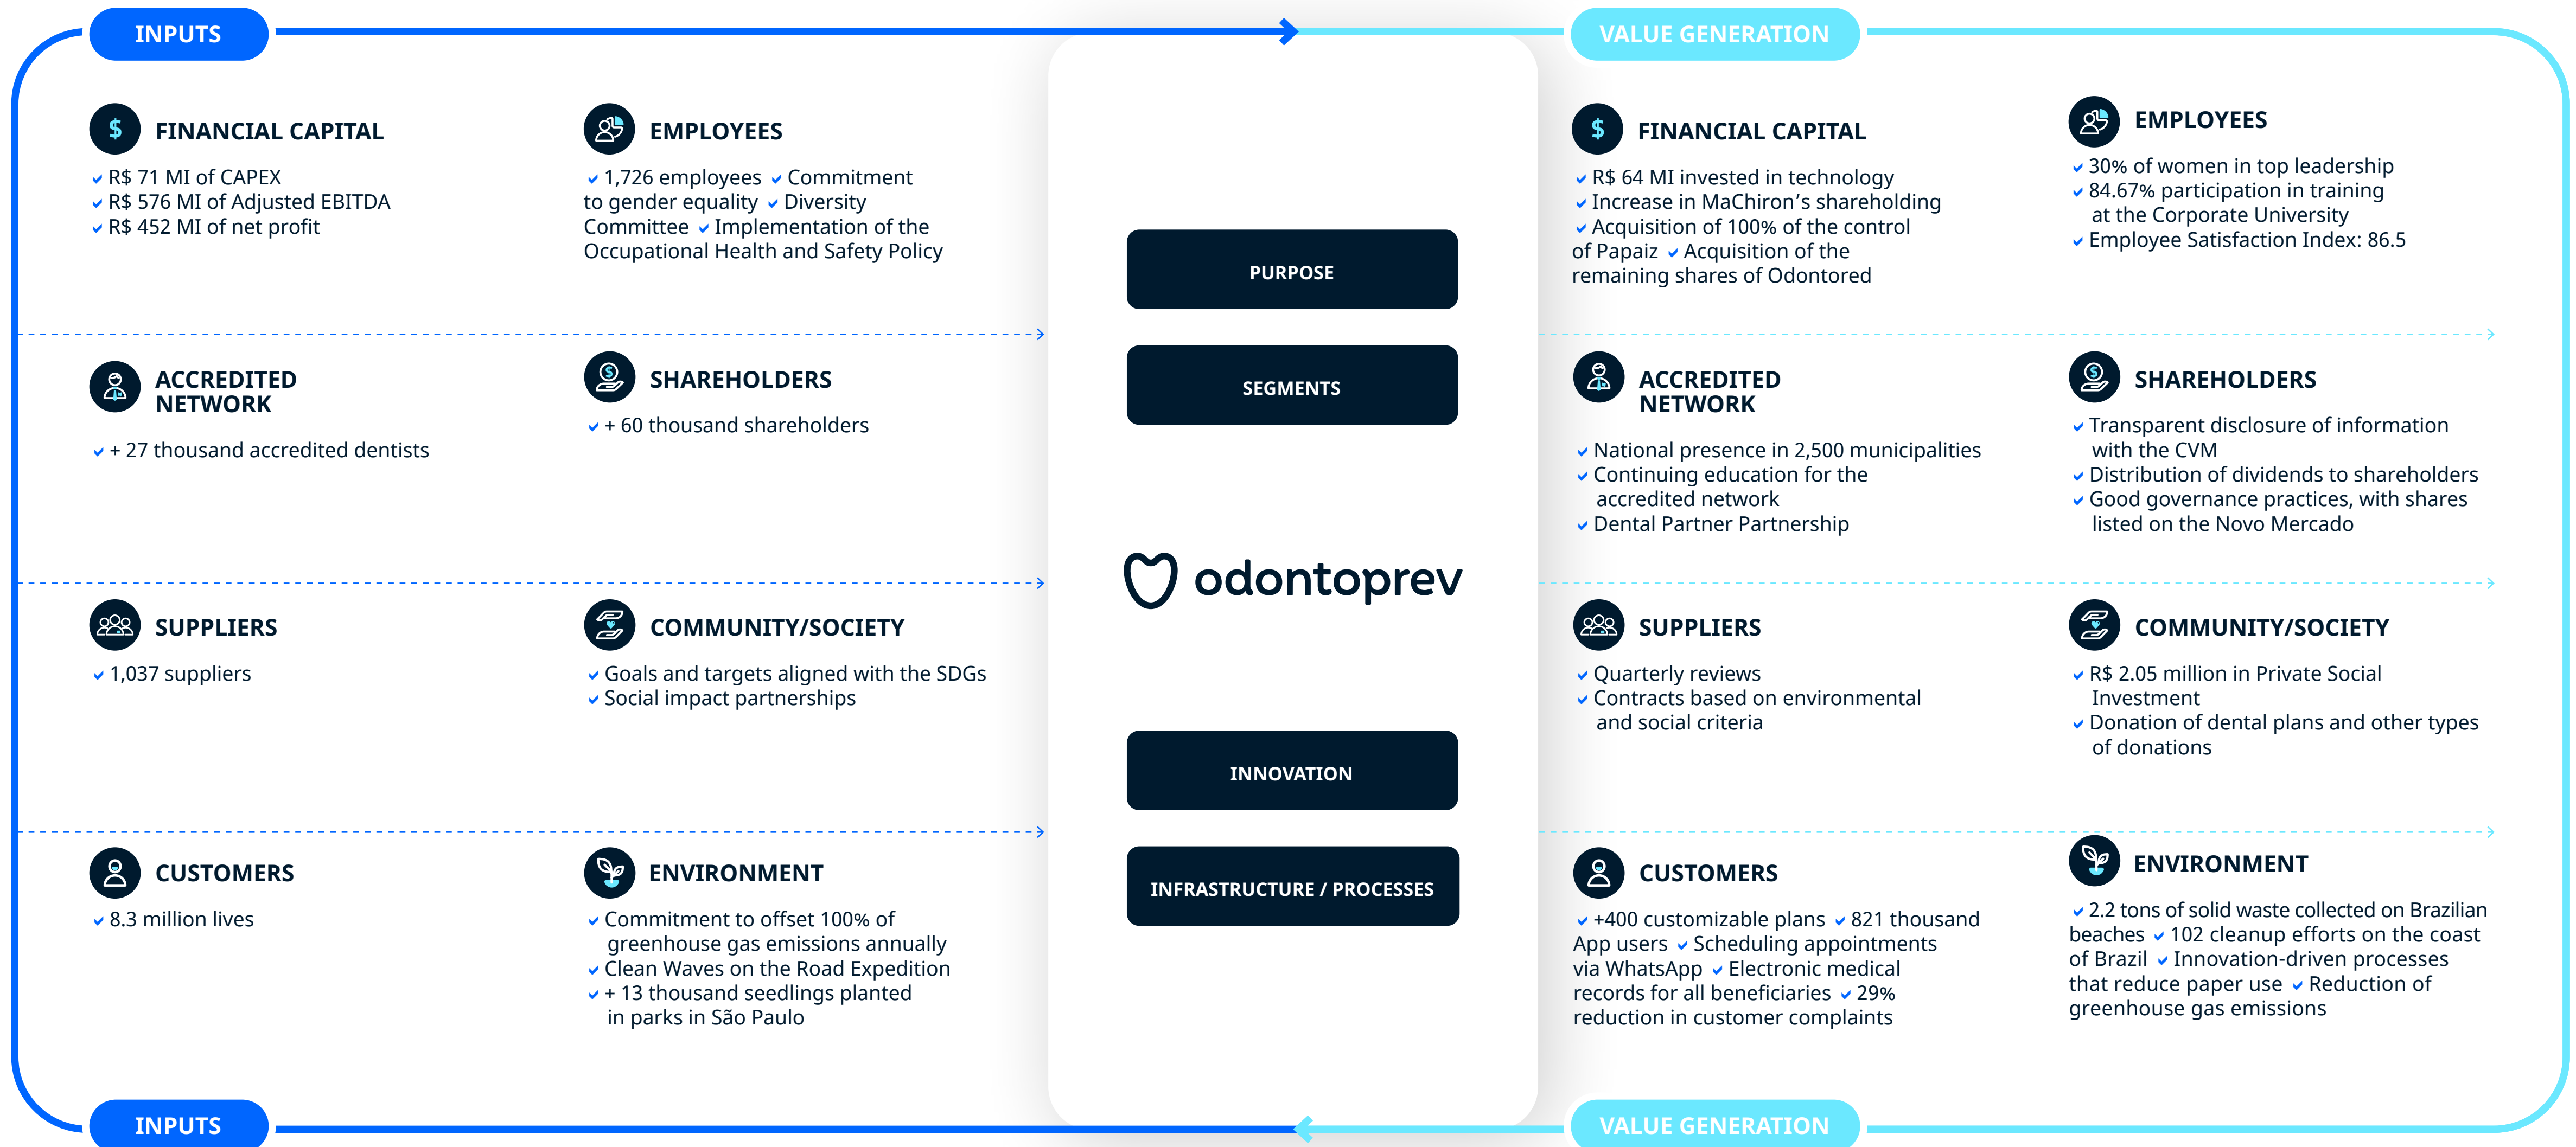 INPUTS
FINANCIAL CAPITAL
R$ 71 MI of CAPEX
R$ 576 MI of Adjusted EBITDA
R$ 452 MI of net profit
EMPLOYEES
1,726 employees Commitment
to gender equality Diversity
Committee Implementation of the
Occupational Health and Safety Policy
ACCREDITED
NETWORK
+ 27 thousand accredited dentists
SHAREHOLDERS
+ 60 thousand shareholders
SUPPLIERS
1,037 suppliers
COMMUNITY/SOCIETY
Goals and targets aligned with the SDGs
Social impact partnerships
CUSTOMERS
8.3 million lives
ENVIRONMENT
Commitment to offset 100% of
greenhouse gas emissions annually
Clean Waves on the Road Expedition
+ 13 thousand seedlings planted
in parks in São Paulo
INPUTS
PURPOSE
SEGMENTS
odontoprev
INNOVATION
INFRASTRUCTURE / PROCESSES
VALUE GENERATION
$ FINANCIAL CAPITAL
R$ 64 MI invested in technology
Increase in MaChiron's shareholding
Acquisition of 100% of the control
of Papaiz Acquisition of the
remaining shares of Odontored
EMPLOYEES
30% of women in top leadership
84.67% participation in training
at the Corporate University
Employee Satisfaction Index: 86.5
ACCREDITED
NETWORK
National presence in 2,500 municipalities
Continuing education for the
accredited network
Dental Partner Partnership
SHAREHOLDERS
Transparent disclosure of information
with the CVM
Distribution of dividends to shareholders
Good governance practices, with shares
listed on the Novo Mercado
SUPPLIERS
Quarterly reviews
Contracts based on environmental
and social criteria
COMMUNITY/SOCIETY
R$ 2.05 million in Private Social
Investment
Donation of dental plans and other types
of donations
CUSTOMERS
+400 customizable plans 821 thousand
App users Scheduling appointments
via WhatsApp Electronic medical
records for all beneficiaries 29%
reduction in customer complaints
ENVIRONMENT
2.2 tons of solid waste collected on Brazilian
beaches 102 cleanup efforts on the coast
of Brazil Innovation-driven processes
that reduce paper use Reduction of
greenhouse gas emissions
VALUE GENERATION